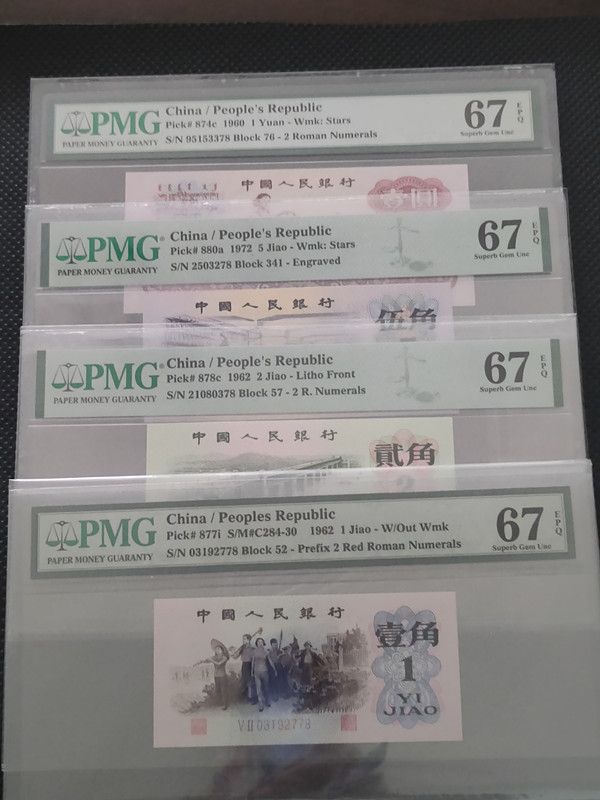 PMG
PAPER MONEY GUARANTY
China / People's Republic
Pick# 874c 1960 1 Yuan - Wmk: Stars
S/N 95153378 Block 76 - 2 Roman Numerals
67 EPQ
Superb Gem Unc
中國人民銀行
壹圓
PMG
PAPER MONEY GUARANTY
China / People's Republic
Pick# 880a 1972 5 Jiao - Wmk: Stars
S/N 2503278 Block 341 - Engraved
67 EPQ
Superb Gem Unc
中國人民銀行
伍角
PMG
PAPER MONEY GUARANTY
China / People's Republic
Pick# 878c 1962 2 Jiao - Litho Front
S/N 21080378 Block 57 - 2 R. Numerals
67 EPQ
Superb Gem Unc
中國人民銀行
貳角
PMG
PAPER MONEY GUARANTY
China / Peoples Republic
Pick# 877i S/M#C284-30 1962 1 Jiao - W/Out Wmk
S/N 03192778 Block 52 - Prefix 2 Red Roman Numerals
67 EPQ
Superb Gem Unc
中國人民銀行
壹角
1
YI
JIAO
VII 03192778